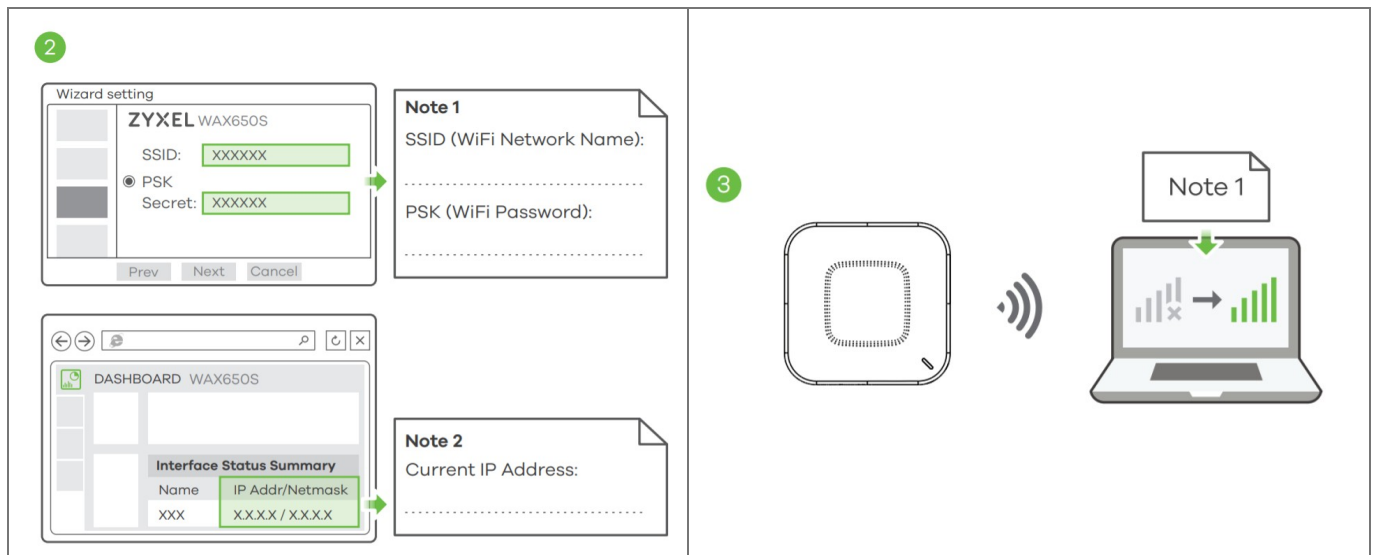 2
Wizard setting
ZYXEL WAX650S
SSID: XXXXXX
PSK
Secret: XXXXXX
Prev Next Cancel
Note 1
SSID (WiFi Network Name):
PSK (WiFi Password):
DASHBOARD WAX650S
Interface Status Summary
Name IP Addr/Netmask
XXX X.X.X.X / X.X.X.X
Note 2
Current IP Address:
3
Note 1